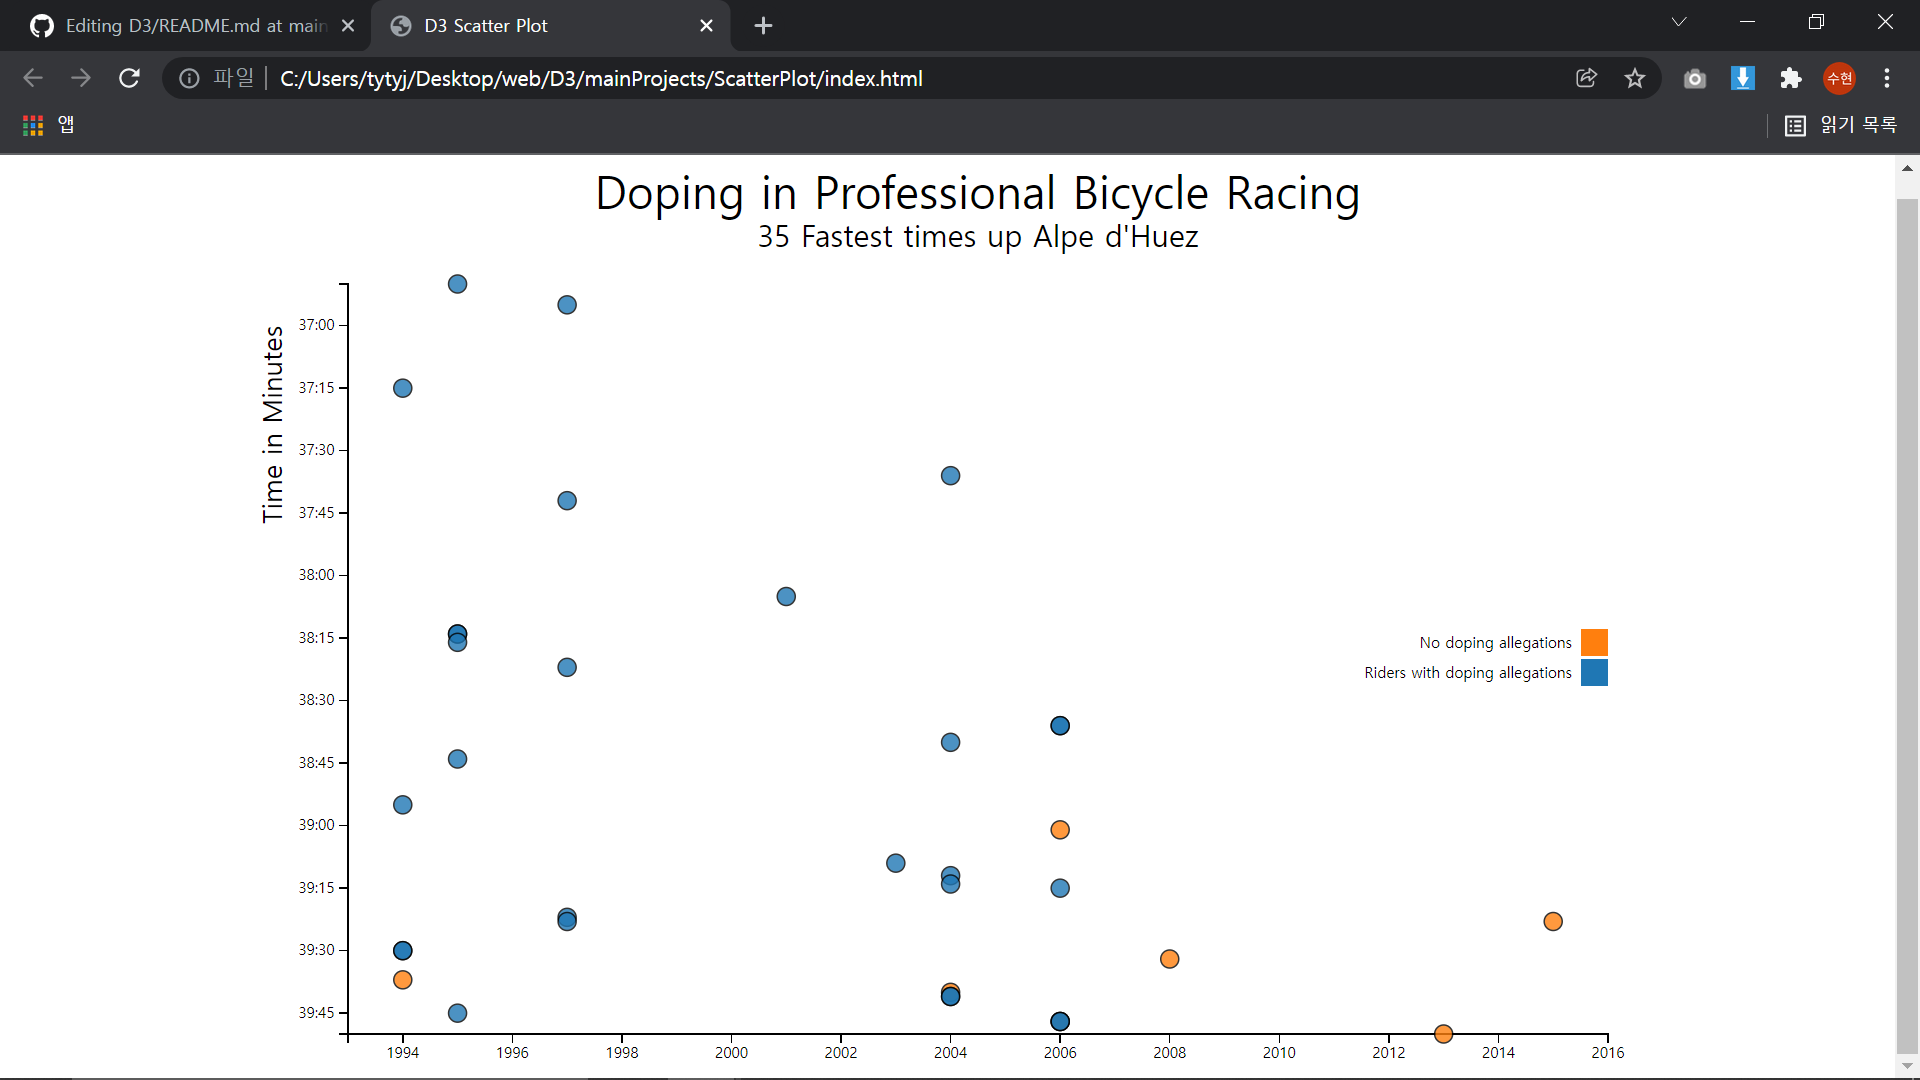 Editing D3/README.md at main
D3 Scatter Plot
파일
C:/Users/tytyj/Desktop/web/D3/mainProjects/ScatterPlot/index.html
수현
앱
읽기 목록
Doping in Professional Bicycle Racing
35 Fastest times up Alpe d'Huez
Time in Minutes
37:00
37:15
37:30
37:45
38:00
38:15
38:30
38:45
39:00
39:15
39:30
39:45
No doping allegations
Riders with doping allegations
1994 1996 1998 2000 2002 2004 2006 2008 2010 2012 2014 2016